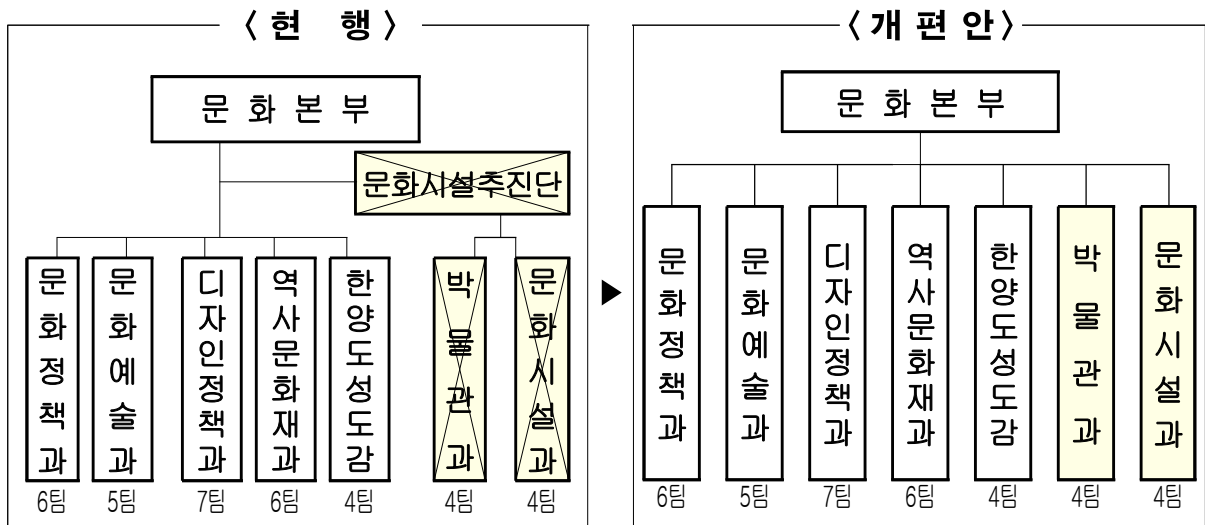 〈 현 행 〉
문 화 본 부
문화시설추진단
문화정책과
문화예술과
디자인정책과
역사문화재과
한양도성도감
박물관과
문화시설과
6팀 5팀 7팀 6팀 4팀 4팀 4팀
▶
〈 개 편 안 〉
문 화 본 부
문화정책과
문화예술과
디자인정책과
역사문화재과
한양도성도감
박물관과
문화시설과
6팀 5팀 7팀 6팀 4팀 4팀 4팀